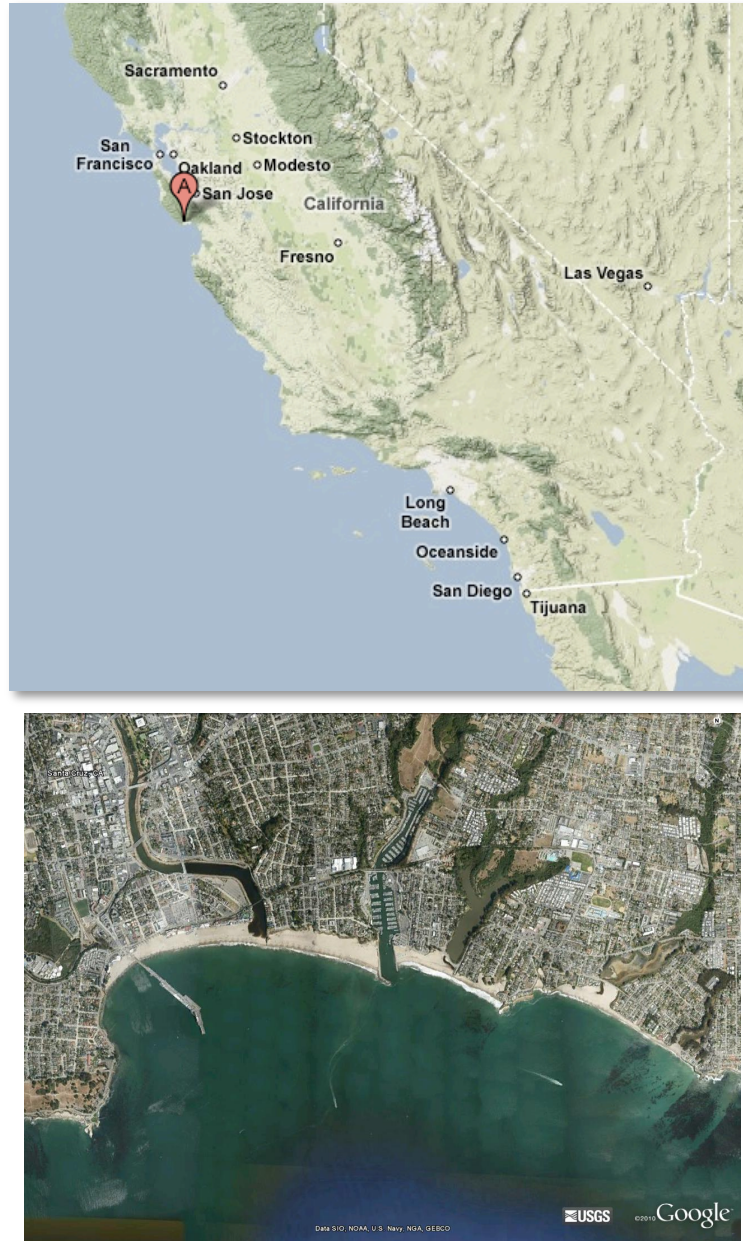 Sacramento
Stockton
San
Francisco
Oakland
Modesto
A
San Jose
California
Fresno
Las Vegas
Long
Beach
Oceanside
San Diego
Tijuana
Santa Cruz, CA
N
USGS
©2010 Google
Data SIO, NOAA, U.S. Navy, NGA, GEBCO